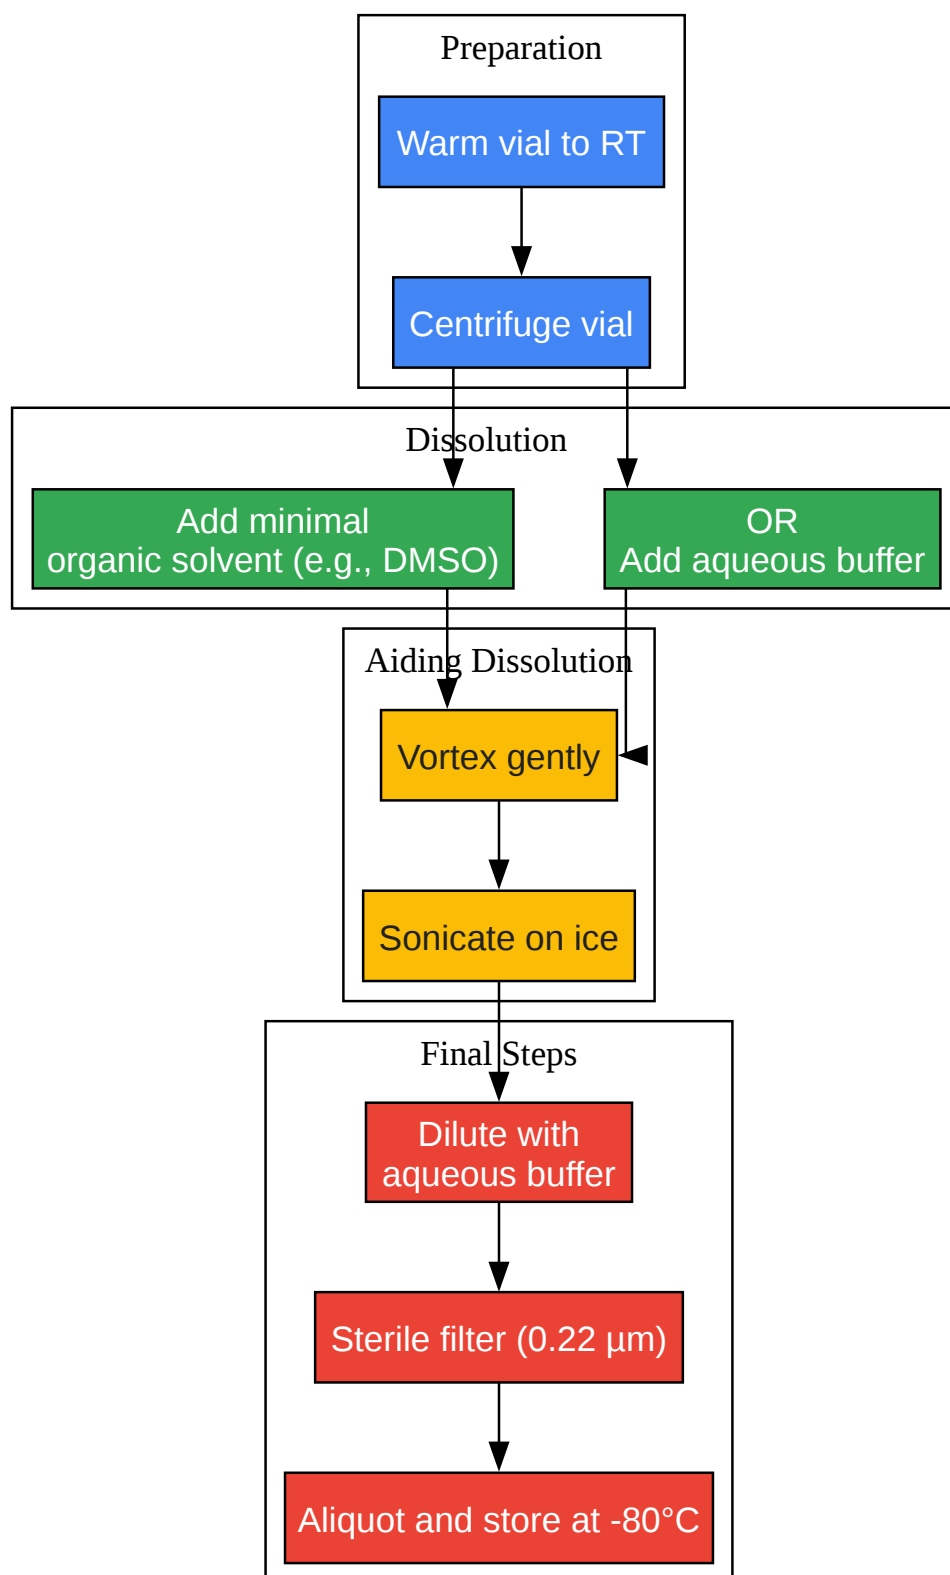 Preparation
Warm vial to RT
Centrifuge vial
Dissolution
Add minimal
organic solvent (e.g., DMSO)
OR
Add aqueous buffer
Aiding Dissolution
Vortex gently
Sonicate on ice
Final Steps
Dilute with
aqueous buffer
Sterile filter (0.22 µm)
Aliquot and store at -80°C